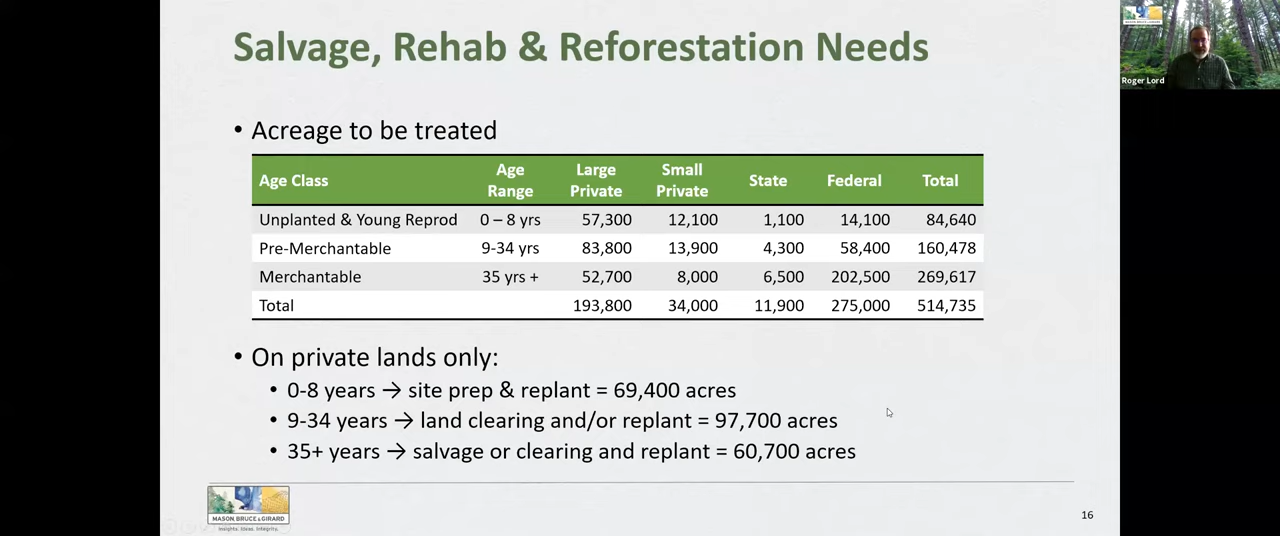 Salvage, Rehab & Reforestation Needs
• Acreage to be treated
Age Class Age Range Large Private Small Private State Federal Total
Unplanted & Young Reprod 0 – 8 yrs 57,300 12,100 1,100 14,100 84,640
Pre-Merchantable 9-34 yrs 83,800 13,900 4,300 58,400 160,478
Merchantable 35 yrs + 52,700 8,000 6,500 202,500 269,617
Total 193,800 34,000 11,900 275,000 514,735
• On private lands only:
• 0-8 years → site prep & replant = 69,400 acres
• 9-34 years → land clearing and/or replant = 97,700 acres
• 35+ years → salvage or clearing and replant = 60,700 acres
MASON, BRUCE & GIRARD
Insights. Ideas. Integrity.
16
Roger Lord